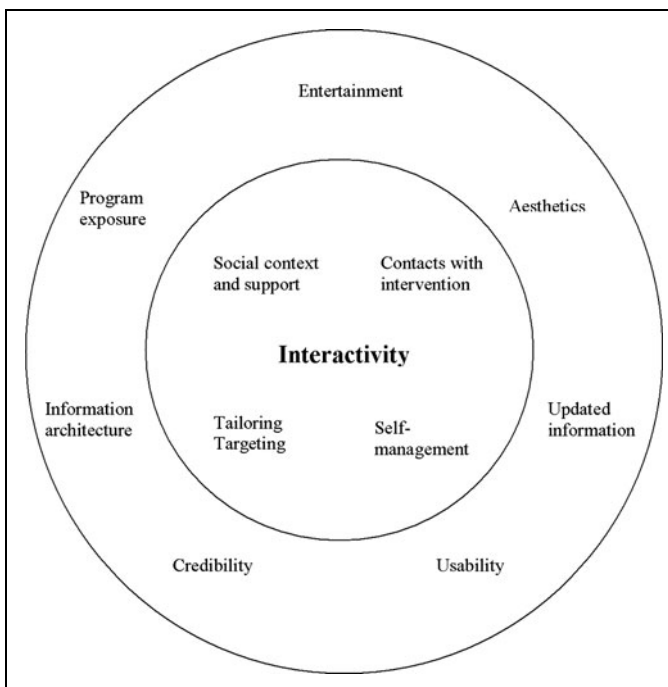 Entertainment
Program
exposure
Aesthetics
Social context
and support
Contacts with
intervention
Interactivity
Information
architecture
Tailoring
Targeting
Self-
management
Updated
information
Credibility
Usability